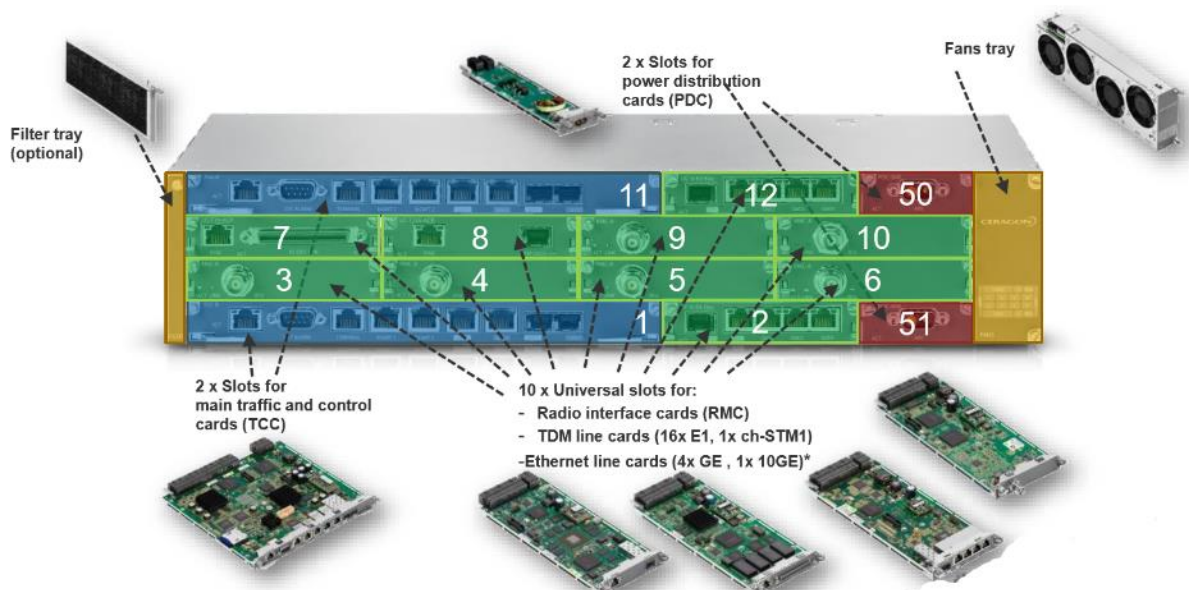 2 x Slots for
power distribution
cards (PDC)
Fans tray
Filter tray
(optional)
11
12
50
CERAGON
7
8
9
10
3
4
5
6
1
2
51
2 x Slots for
main traffic and control
cards (TCC)
10 x Universal slots for:
- Radio interface cards (RMC)
- TDM line cards (16x E1, 1x ch-STM1)
-Ethernet line cards (4x GE , 1x 10GE)*